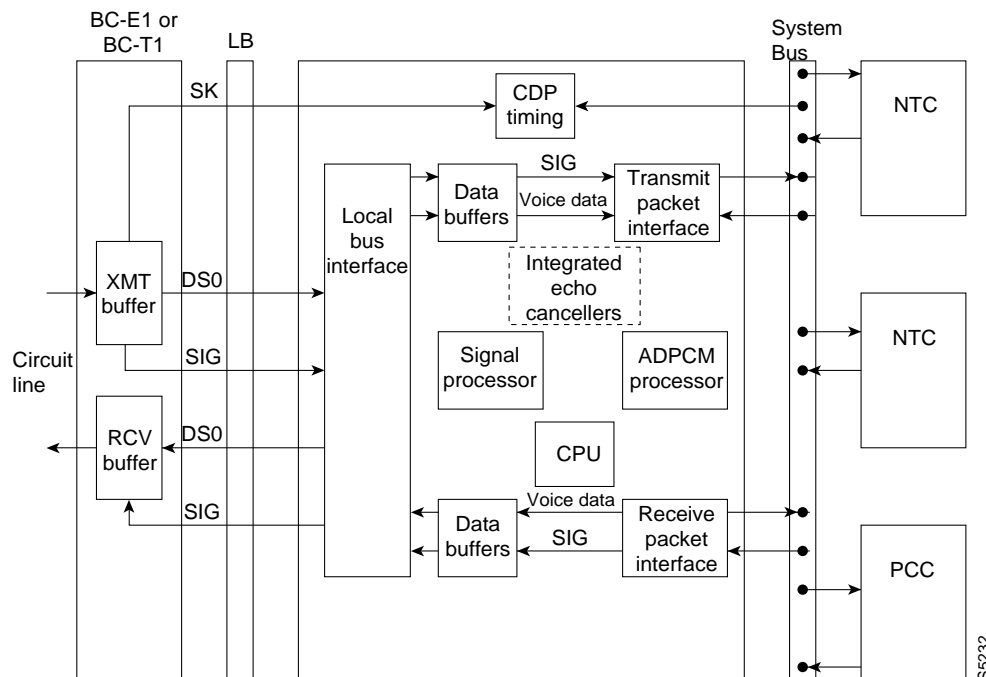 BC-E1 or
BC-T1
LB
System
Bus
SK
CDP
timing
NTC
SIG
Voice data
Data
buffers
Transmit
packet
interface
Local
bus
interface
Integrated
echo
cancellers
XMT
buffer
DS0
SIG
Signal
processor
ADPCM
processor
NTC
Circuit
line
RCV
buffer
DS0
SIG
CPU
Voice data
SIG
Data
buffers
Receive
packet
interface
PCC
S5232